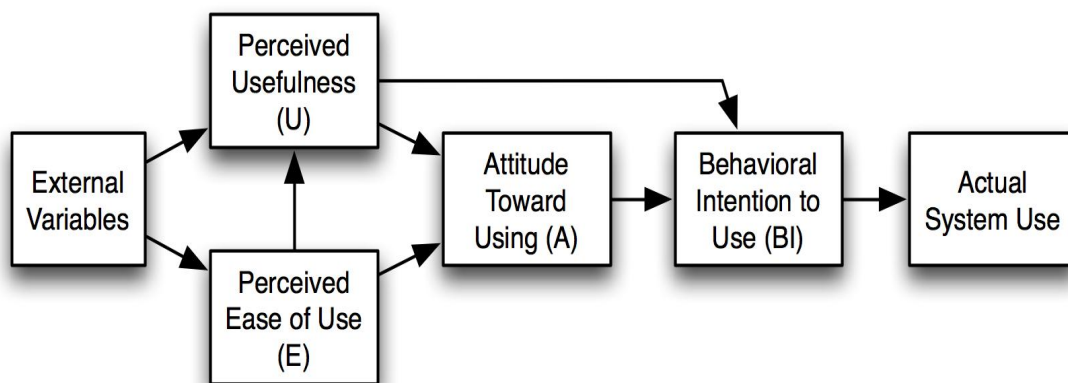 Perceived
Usefulness
(U)
External
Variables
Perceived
Ease of Use
(E)
Attitude
Toward
Using (A)
Behavioral
Intention to
Use (BI)
Actual
System Use